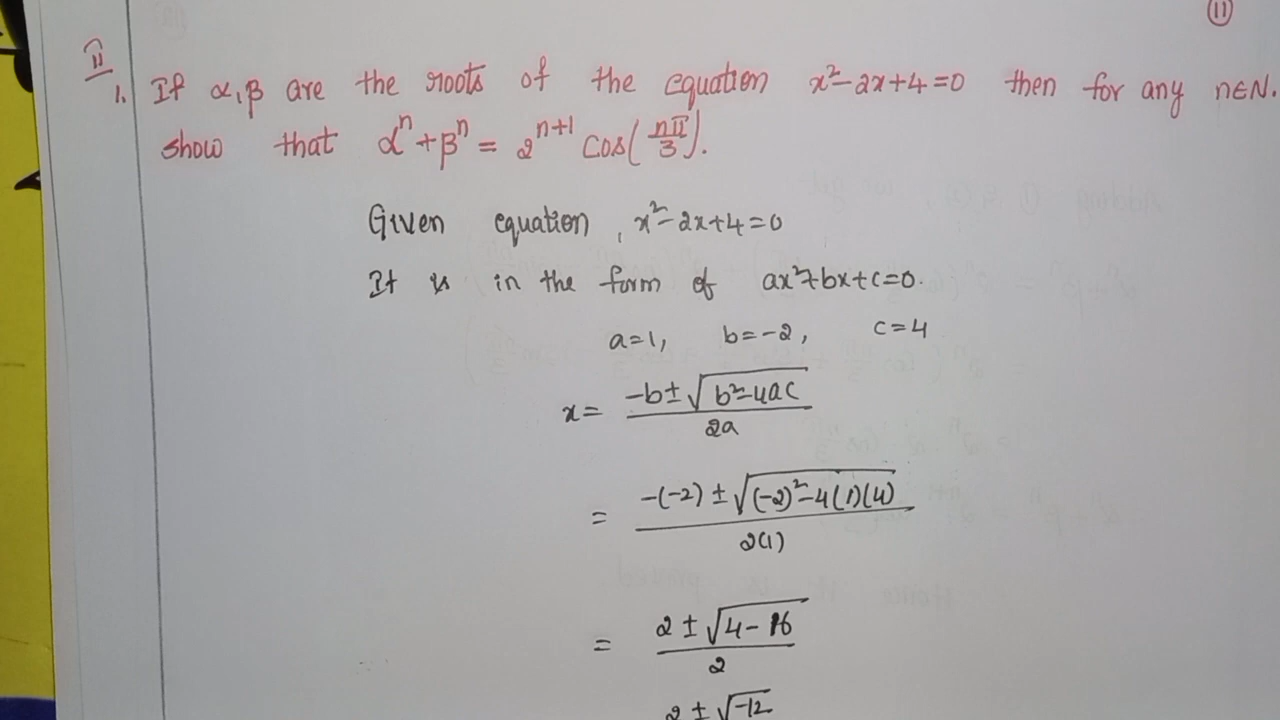 11
II
1. If α, β are the roots of the equation x²-2x+4=0 then for any n∈N.
show that αⁿ+βⁿ = 2ⁿ⁺¹ cos(nπ/3).
Given equation, x²-2x+4=0
It is in the form of ax²+bx+c=0.
a=1, b=-2, c=4
x= (-b±√(b²-4ac))/2a
= (-(-2)±√((-2)²-4(1)(4)))/2(1)
= (2±√(4-16))/2
2±√-12